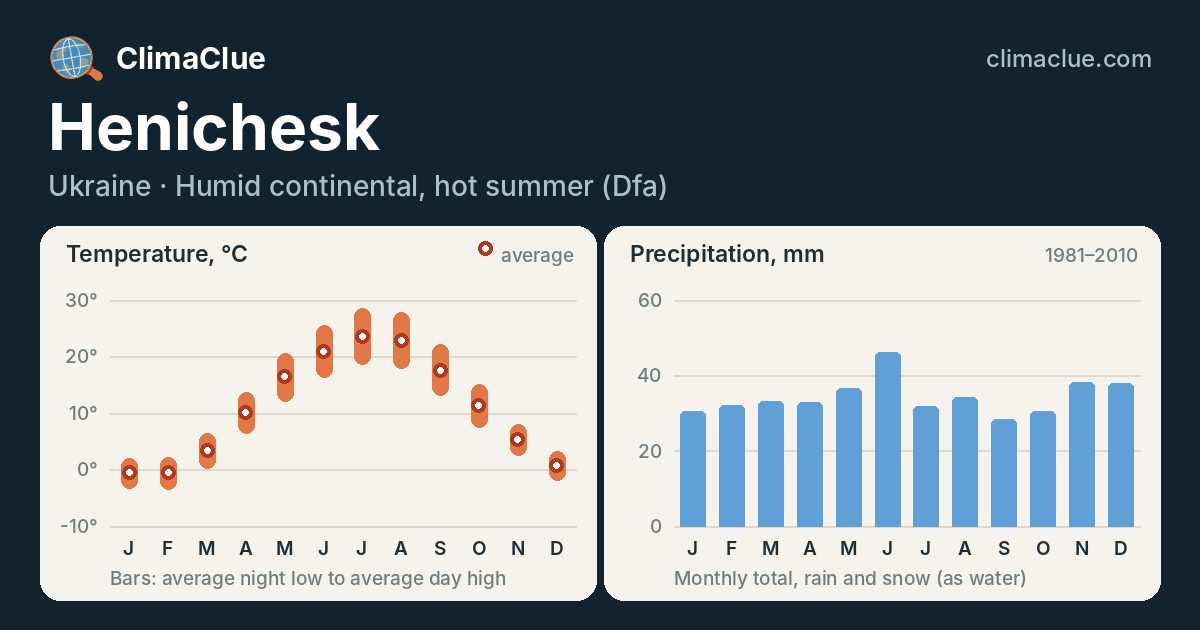 ClimaClue
climaclue.com
Henichesk
Ukraine · Humid continental, hot summer (Dfa)
Temperature, °C
average
30°
20°
10°
0°
-10°
J F M A M J J A S O N D
Bars: average night low to average day high
Precipitation, mm
1981–2010
60
40
20
0
J F M A M J J A S O N D
Monthly total, rain and snow (as water)